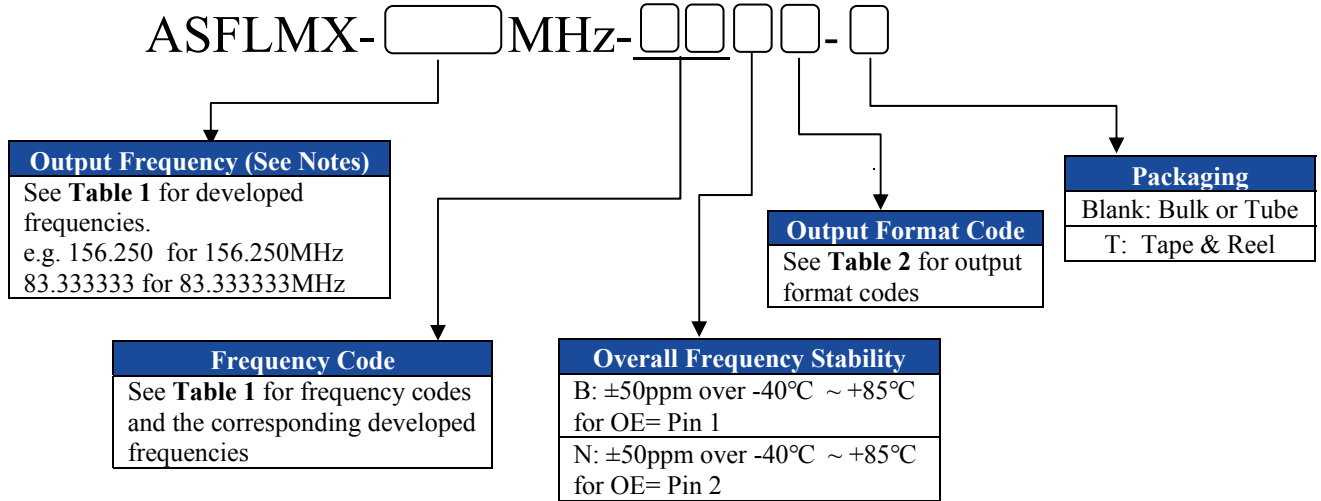 ASFLMX- MHz- -
Output Frequency (See Notes)
See Table 1 for developed
frequencies.
e.g. 156.250 for 156.250MHz
83.333333 for 83.333333MHz
Frequency Code
See Table 1 for frequency codes
and the corresponding developed
frequencies
Overall Frequency Stability
B: ±50ppm over -40℃ ~ +85℃
for OE= Pin 1
N: ±50ppm over -40℃ ~ +85℃
for OE= Pin 2
Output Format Code
See Table 2 for output
format codes
Packaging
Blank: Bulk or Tube
T: Tape & Reel